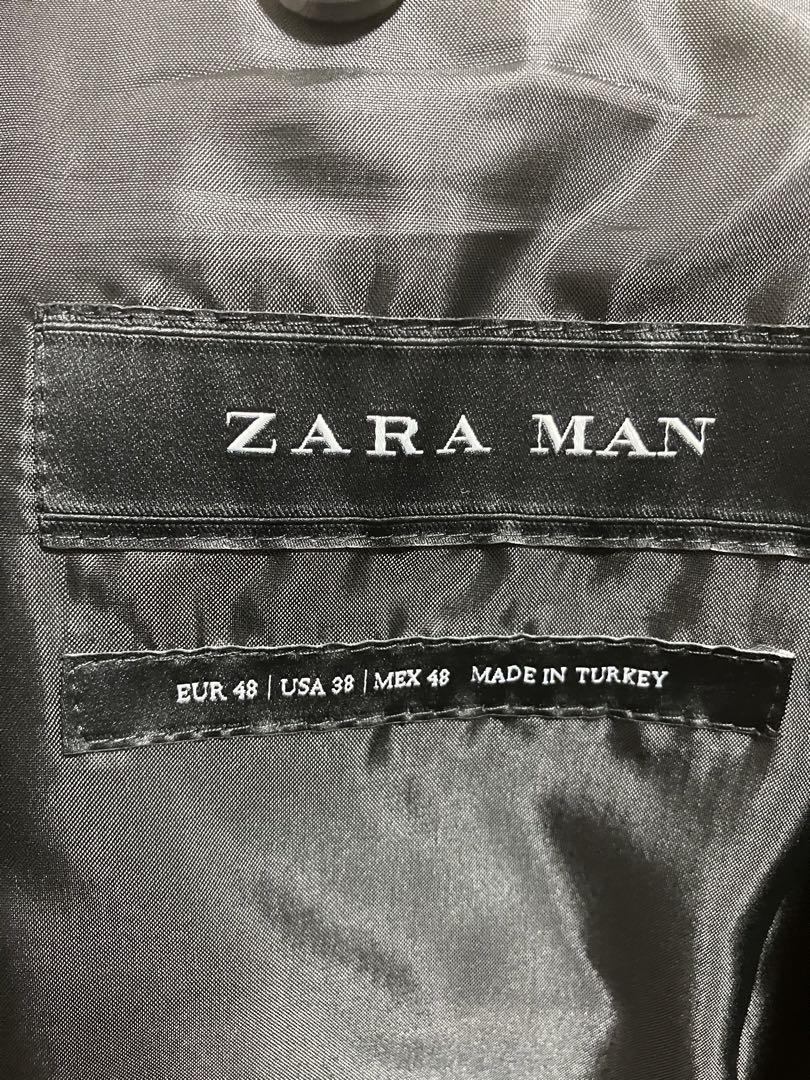 ZARA MAN
EUR 48 | USA 38 | MEX 48 MADE IN TURKEY